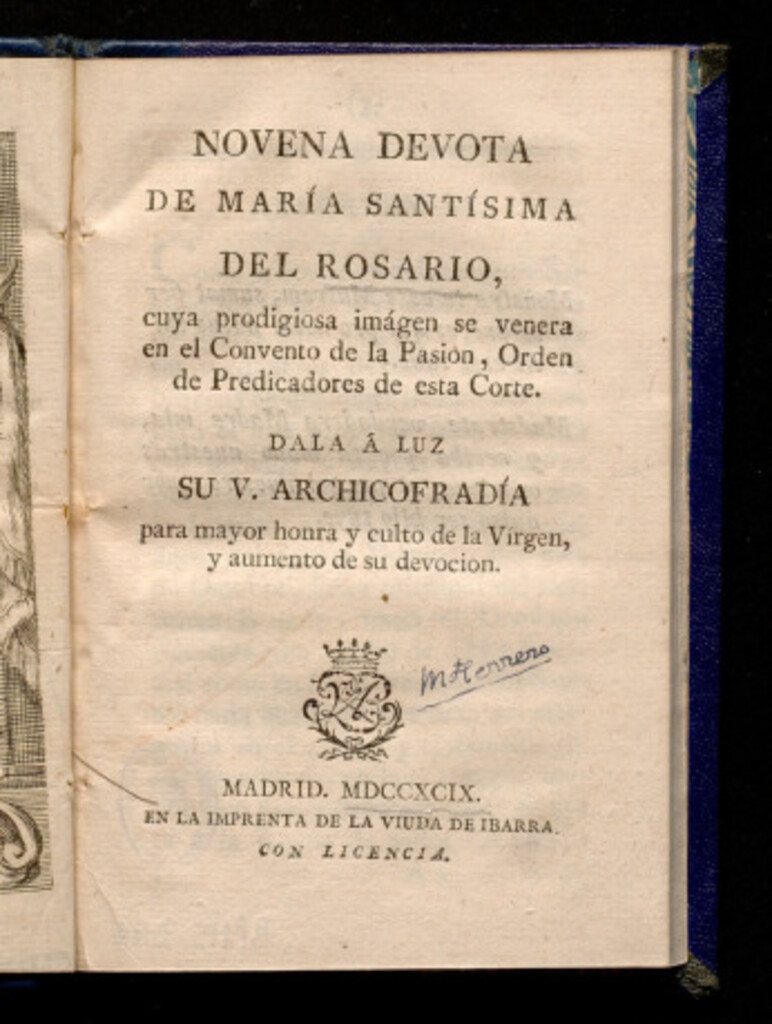 NOVENA DEVOTA
DE MARÍA SANTÍSIMA
DEL ROSARIO,
cuya prodigiosa imágen se venera
en el Convento de la Pasion, Orden
de Predicadores de esta Corte.
DALA Â LUZ
SU V. ARCHICOFRADÍA
para mayor honra y culto de la Vírgen,
y aumento de su devocion.
M Herrero
MADRID. MDCCXCIX.
EN LA IMPRENTA DE LA VIUDA DE IBARRA.
CON LICENCIA.